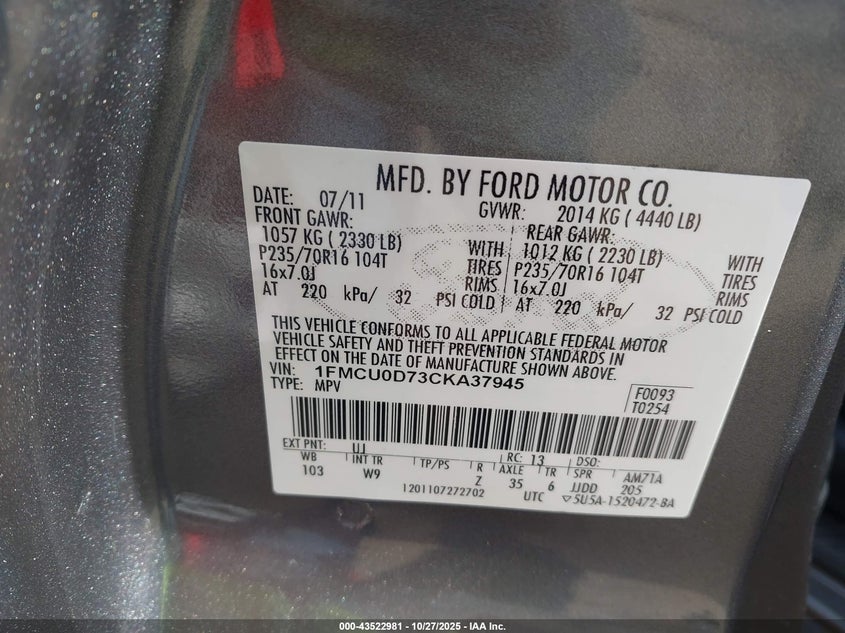 MFD. BY FORD MOTOR CO.
DATE: 07/11 GVWR: 2014 KG ( 4440 LB)
FRONT GAWR: REAR GAWR:
1057 KG ( 2330 LB) WITH 1012 KG ( 2230 LB) WITH
P235/70R16 104T TIRES P235/70R16 104T TIRES
16x7.0J RIMS 16x7.0J RIMS
AT 220 kPa/ 32 PSI COLD AT 220 kPa/ 32 PSI COLD
THIS VEHICLE CONFORMS TO ALL APPLICABLE FEDERAL MOTOR
VEHICLE SAFETY AND THEFT PREVENTION STANDARDS IN
EFFECT ON THE DATE OF MANUFACTURE SHOWN ABOVE.
VIN: 1FMCU0D73CKA37945
TYPE: MPV
F0093
T0254
EXT PNT: UJ RC: 13 DSO:
WB INT TR TP/PS R AXLE TR SPR AM71A
103 W9 Z 35 6 JJDD 205
1201107272702 UTC ▽5U5A-1520472-BA
000-43522981 - 10/27/2025 - IAA Inc.